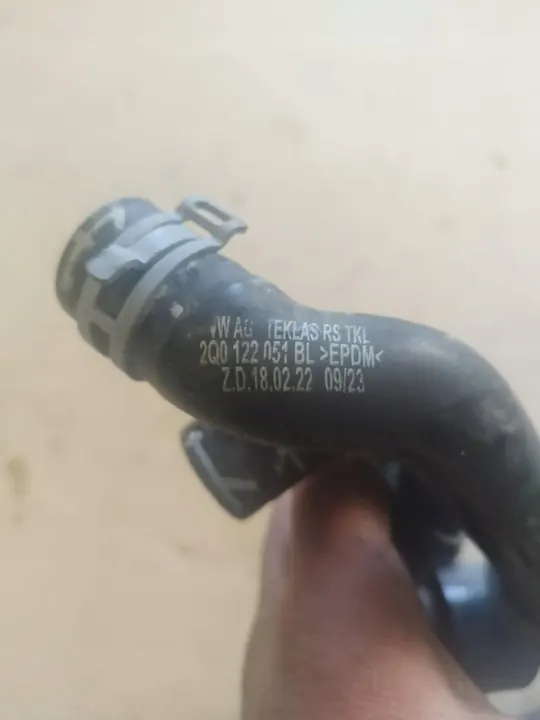 VW AG TEKLAS RS TKL
2Q0 122 051 BL >EPDM<
Z.D.18.02.22 09/23